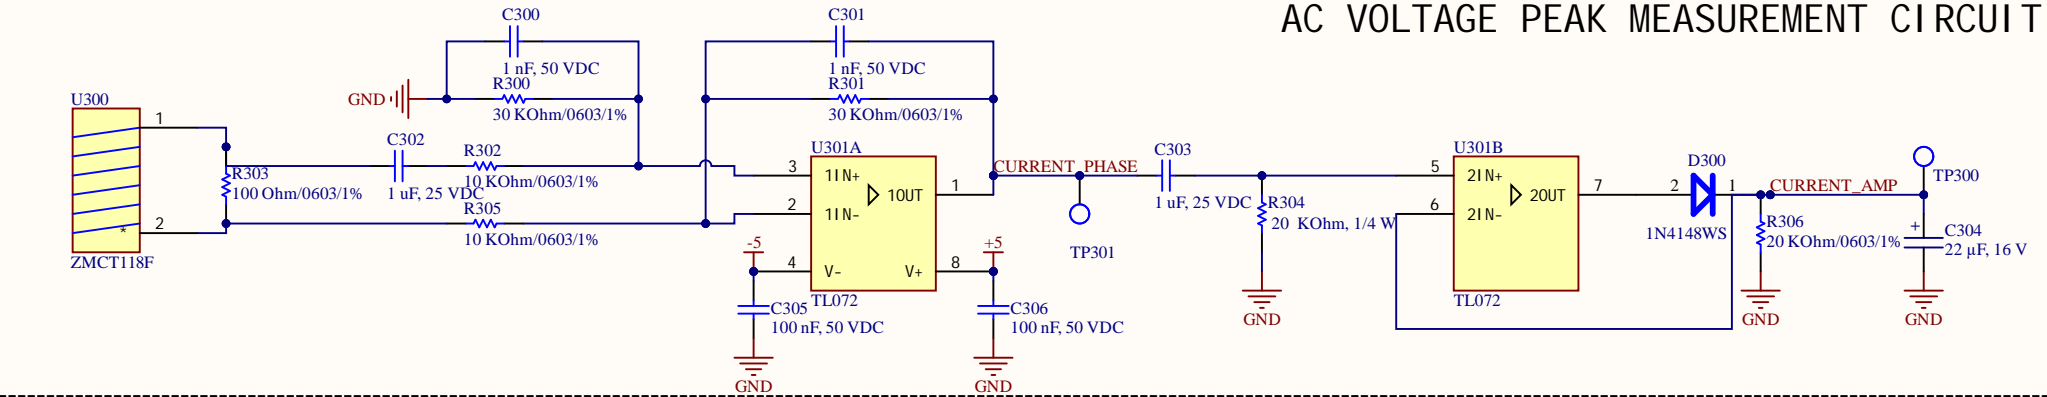 AC VOLTAGE PEAK MEASUREMENT CIRCUIT
C300
1 nF, 50 VDC
R300
30 KOhm/0603/1%
GND
C301
1 nF, 50 VDC
R301
30 KOhm/0603/1%
U300
1
2
*
ZMCT118F
R303
100 Ohm/0603/1%
C302
1 uF, 25 VDC
R302
10 KOhm/0603/1%
R305
10 KOhm/0603/1%
U301A
3
1IN+
2
1IN-
1OUT
1
4
V-
V+
8
TL072
-5
+5
C305
100 nF, 50 VDC
GND
C306
100 nF, 50 VDC
GND
CURRENT_PHASE
TP301
C303
1 uF, 25 VDC
R304
20 KOhm, 1/4 W
GND
U301B
5
2IN+
6
2IN-
2OUT
7
TL072
D300
2
1
1N4148WS
CURRENT_AMP
R306
20 KOhm/0603/1%
GND
TP300
+
C304
22 µF, 16 V
GND